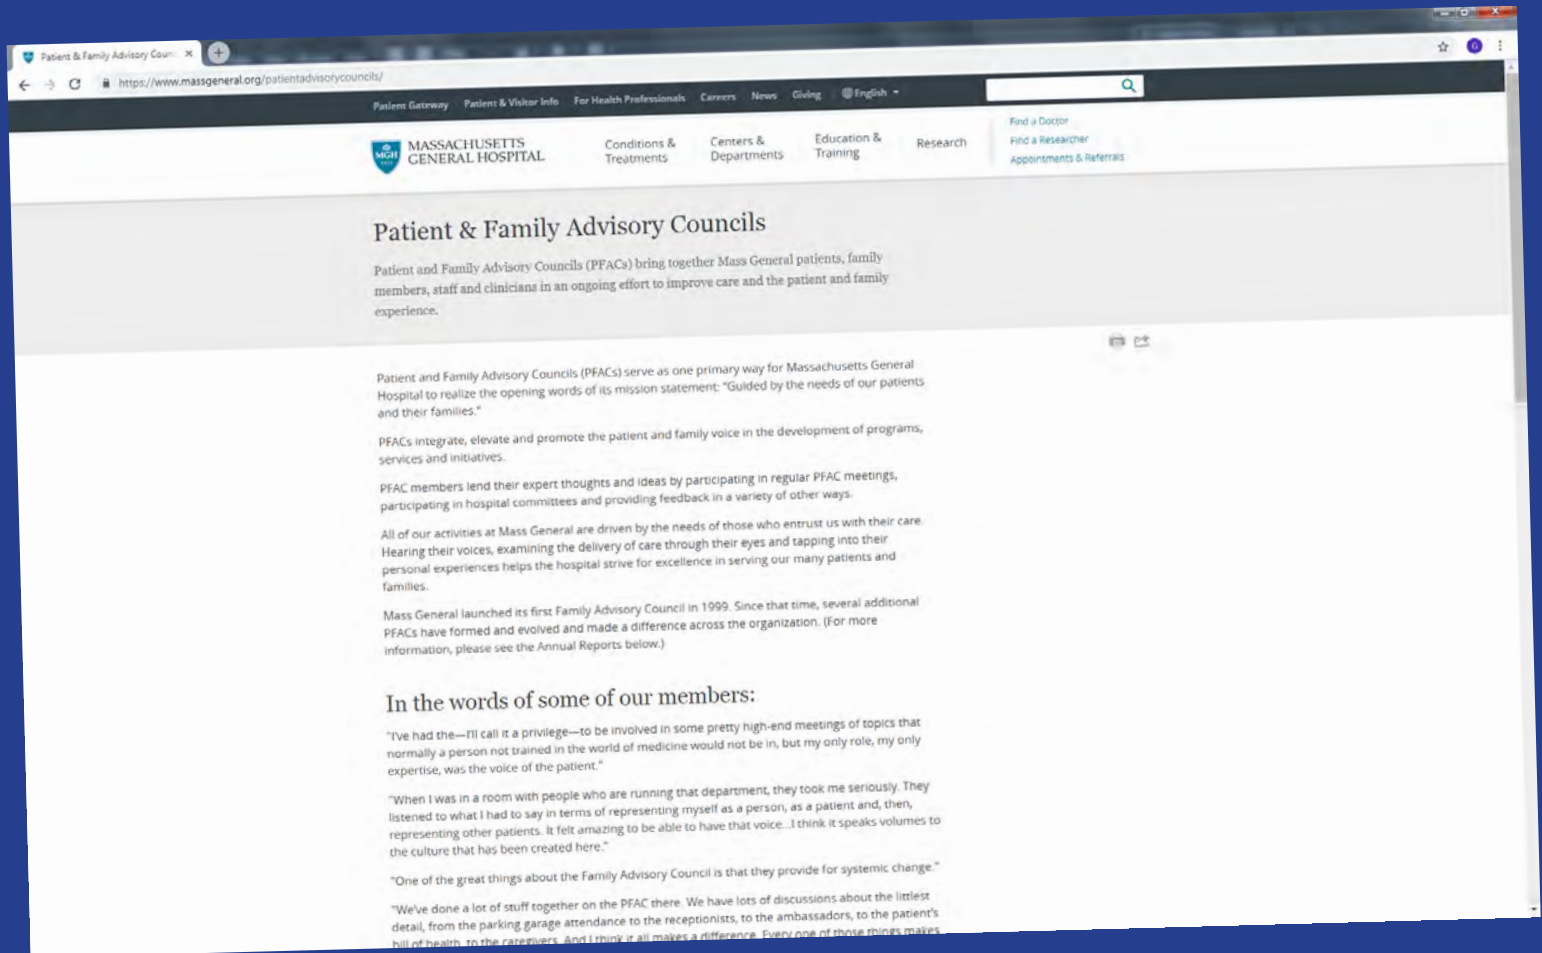 Patient & Family Advisory Coun
https://www.massgeneral.org/patientadvisorycouncils/
G
Patient Gateway Patient & Visitor Info For Health Professionals Careers News Giving English
MASSACHUSETTS
GENERAL HOSPITAL
MGH
Conditions &
Treatments
Centers &
Departments
Education &
Training
Research
Find a Doctor
Find a Researcher
Appointments & Referrals
Patient & Family Advisory Councils
Patient and Family Advisory Councils (PFACs) bring together Mass General patients, family
members, staff and clinicians in an ongoing effort to improve care and the patient and family
experience.
Patient and Family Advisory Councils (PFACs) serve as one primary way for Massachusetts General
Hospital to realize the opening words of its mission statement: "Guided by the needs of our patients
and their families."
PFACs integrate, elevate and promote the patient and family voice in the development of programs,
services and initiatives.
PFAC members lend their expert thoughts and ideas by participating in regular PFAC meetings,
participating in hospital committees and providing feedback in a variety of other ways.
All of our activities at Mass General are driven by the needs of those who entrust us with their care.
Hearing their voices, examining the delivery of care through their eyes and tapping into their
personal experiences helps the hospital strive for excellence in serving our many patients and
families.
Mass General launched its first Family Advisory Council in 1999. Since that time, several additional
PFACs have formed and evolved and made a difference across the organization. (For more
information, please see the Annual Reports below.)
In the words of some of our members:
"I've had the—I'll call it a privilege—to be involved in some pretty high-end meetings of topics that
normally a person not trained in the world of medicine would not be in, but my only role, my only
expertise, was the voice of the patient."
"When I was in a room with people who are running that department, they took me seriously. They
listened to what I had to say in terms of representing myself as a person, as a patient and, then,
representing other patients. It felt amazing to be able to have that voice...I think it speaks volumes to
the culture that has been created here."
"One of the great things about the Family Advisory Council is that they provide for systemic change."
"We've done a lot of stuff together on the PFAC there. We have lots of discussions about the littlest
detail, from the parking garage attendance to the receptionists, to the ambassadors, to the patient's
bill of health, to the caregivers. And I think it all makes a difference. Every one of those things makes